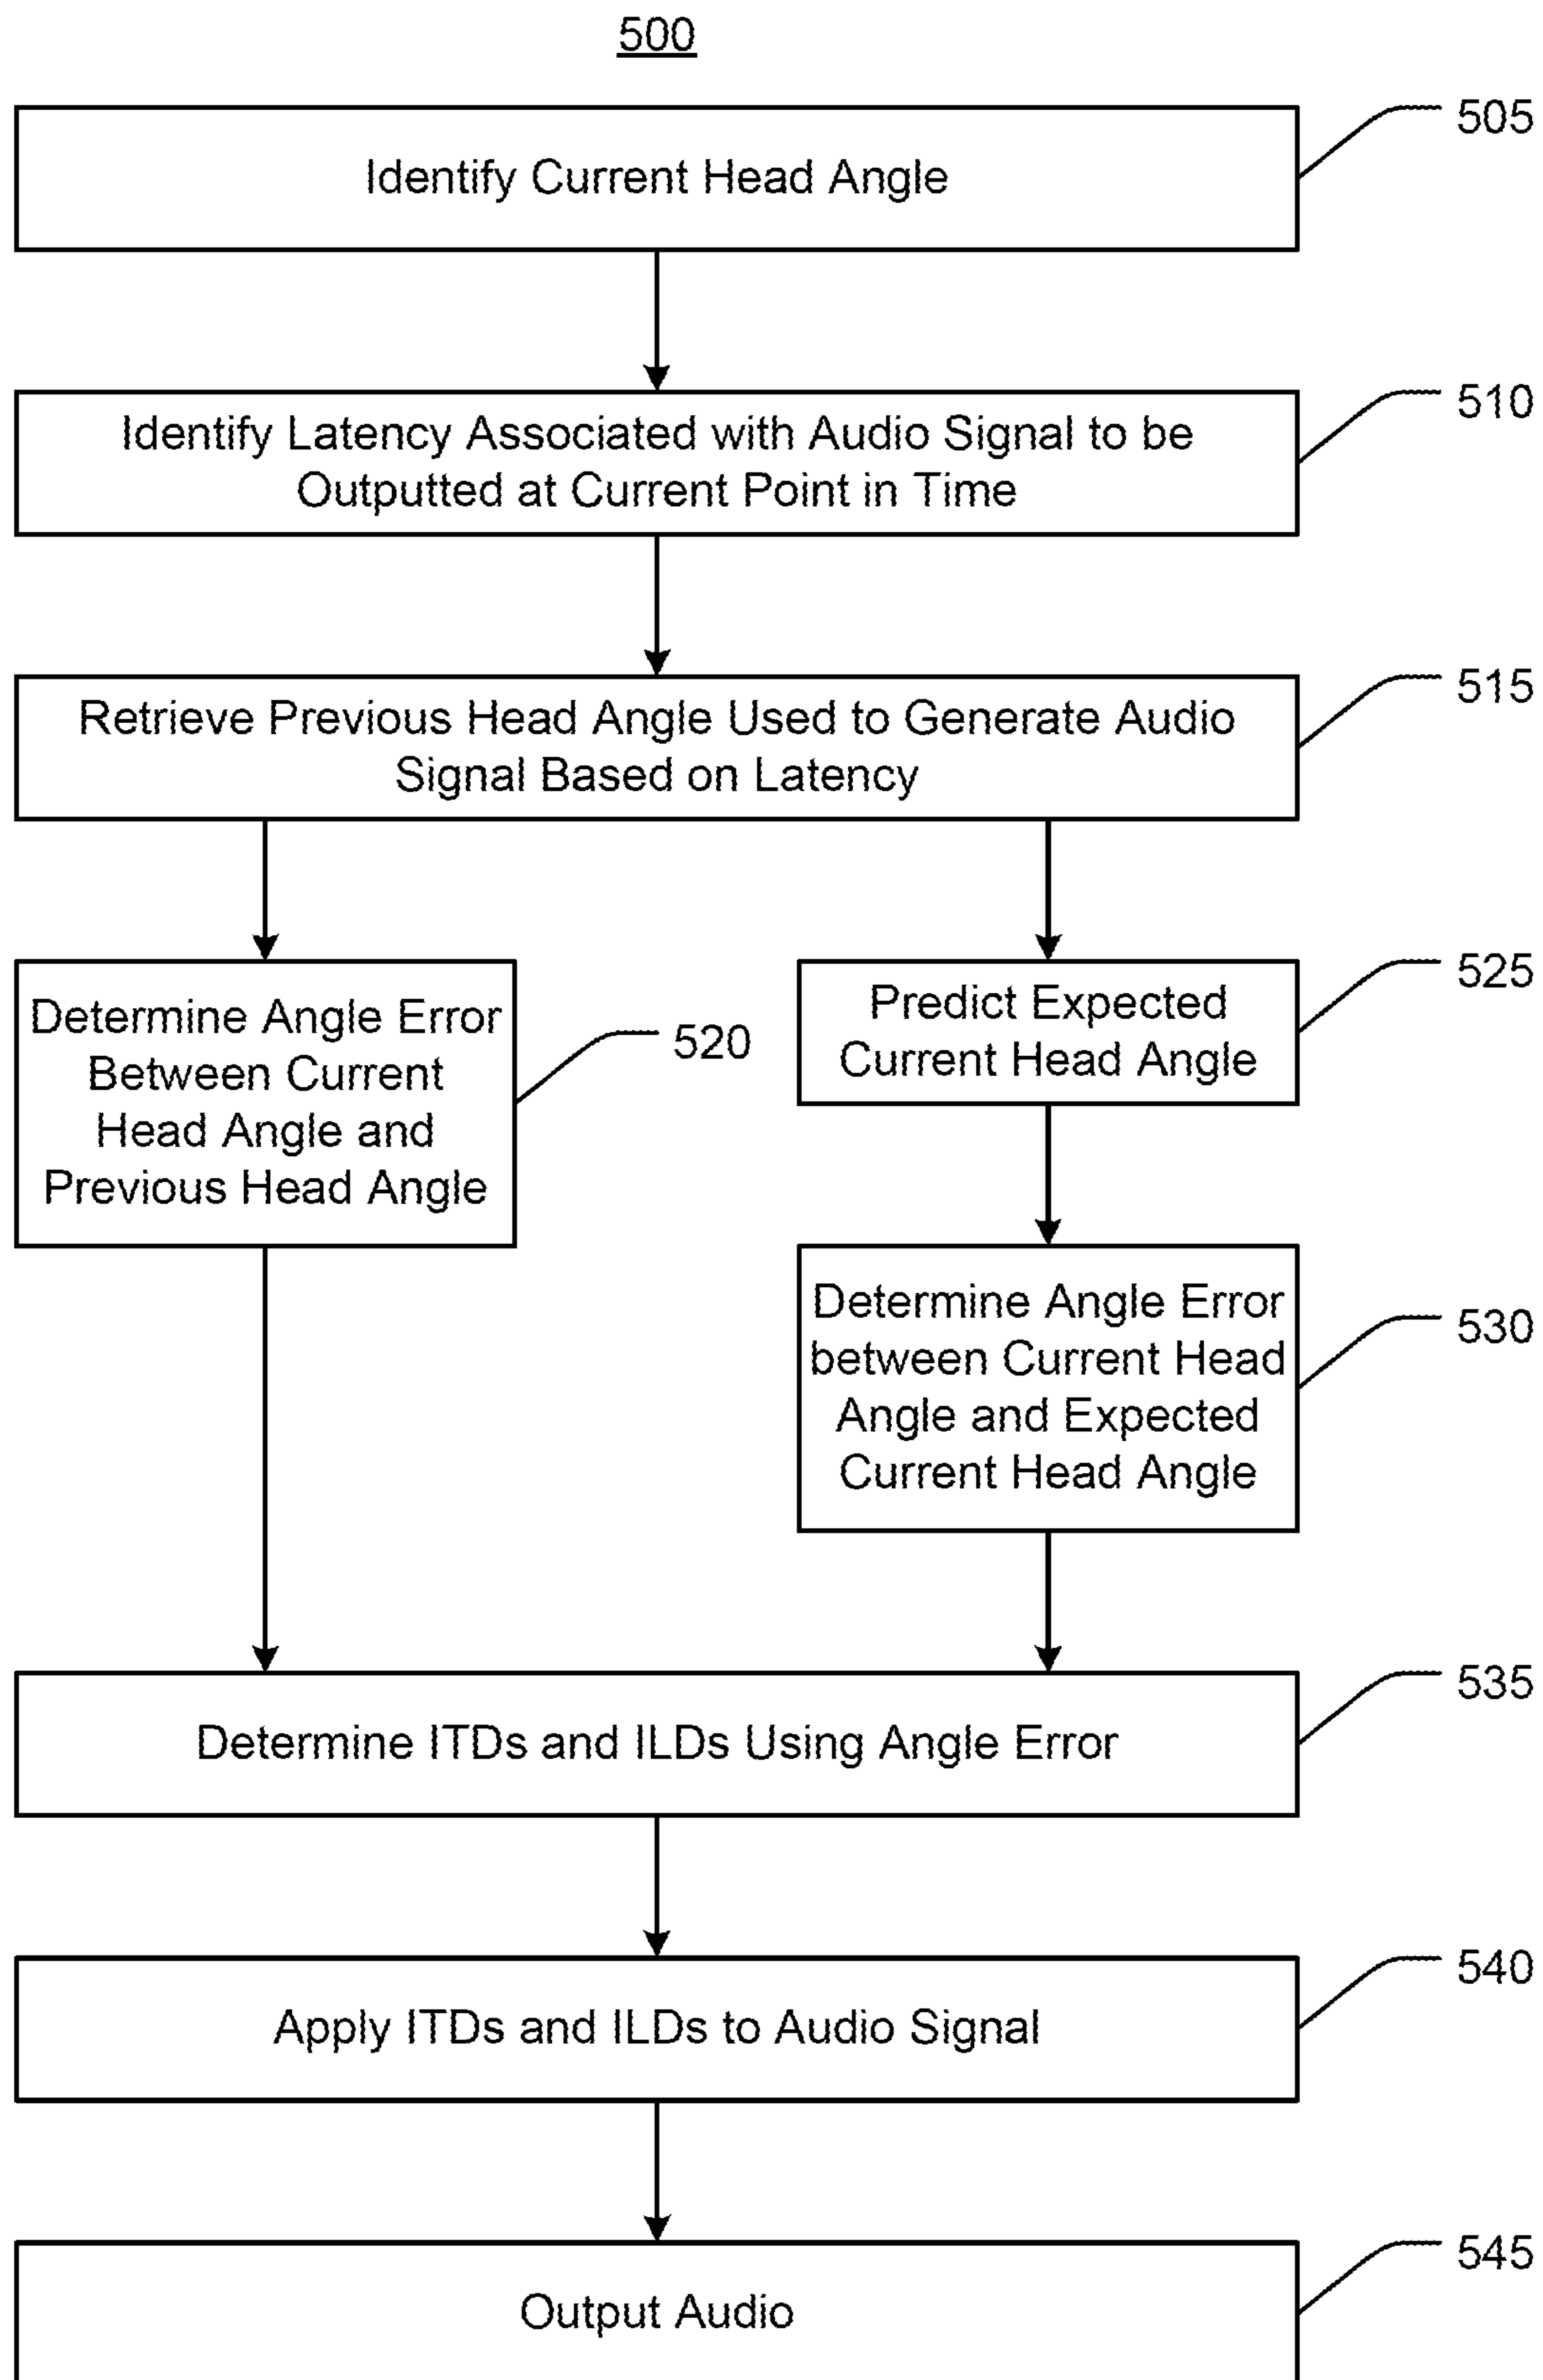 500
Identify Current Head Angle
505
Identify Latency Associated with Audio Signal to be
Outputted at Current Point in Time
510
Retrieve Previous Head Angle Used to Generate Audio
Signal Based on Latency
515
Determine Angle Error
Between Current
Head Angle and
Previous Head Angle
520
Predict Expected
Current Head Angle
525
Determine Angle Error
between Current Head
Angle and Expected
Current Head Angle
530
Determine ITDs and ILDs Using Angle Error
535
Apply ITDs and ILDs to Audio Signal
540
Output Audio
545